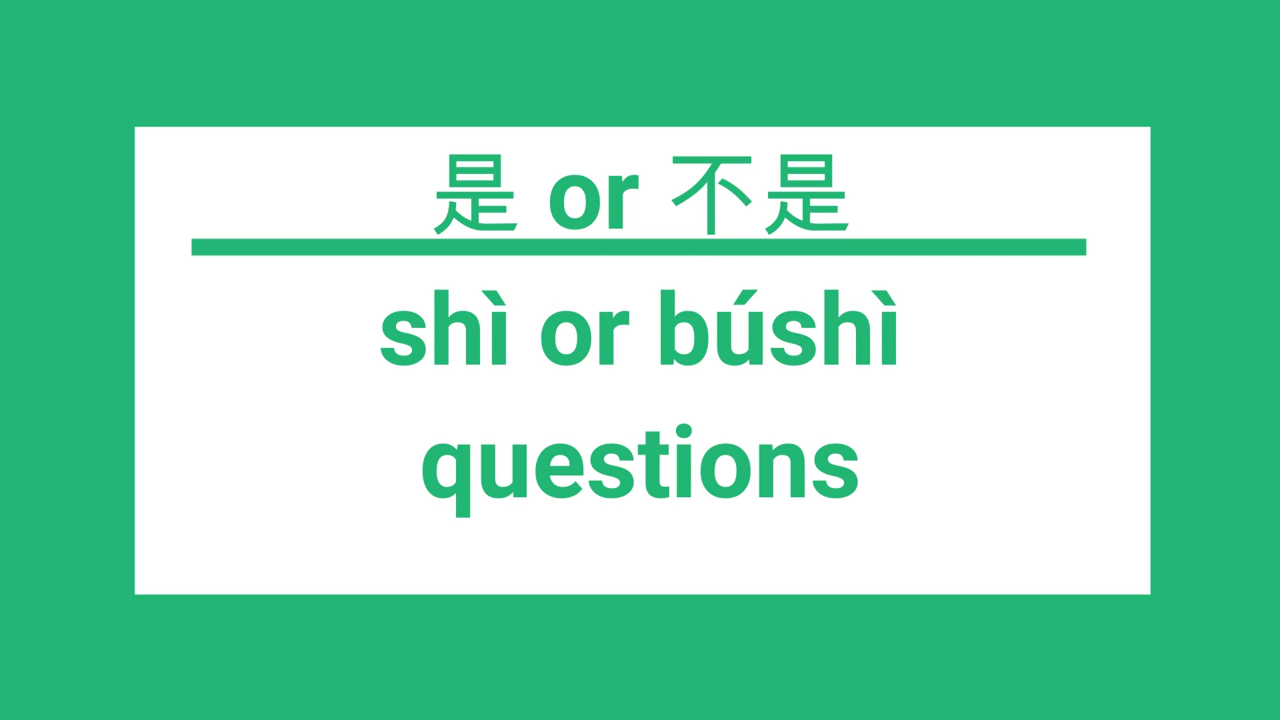 是 or 不是
shì or búshì
questions